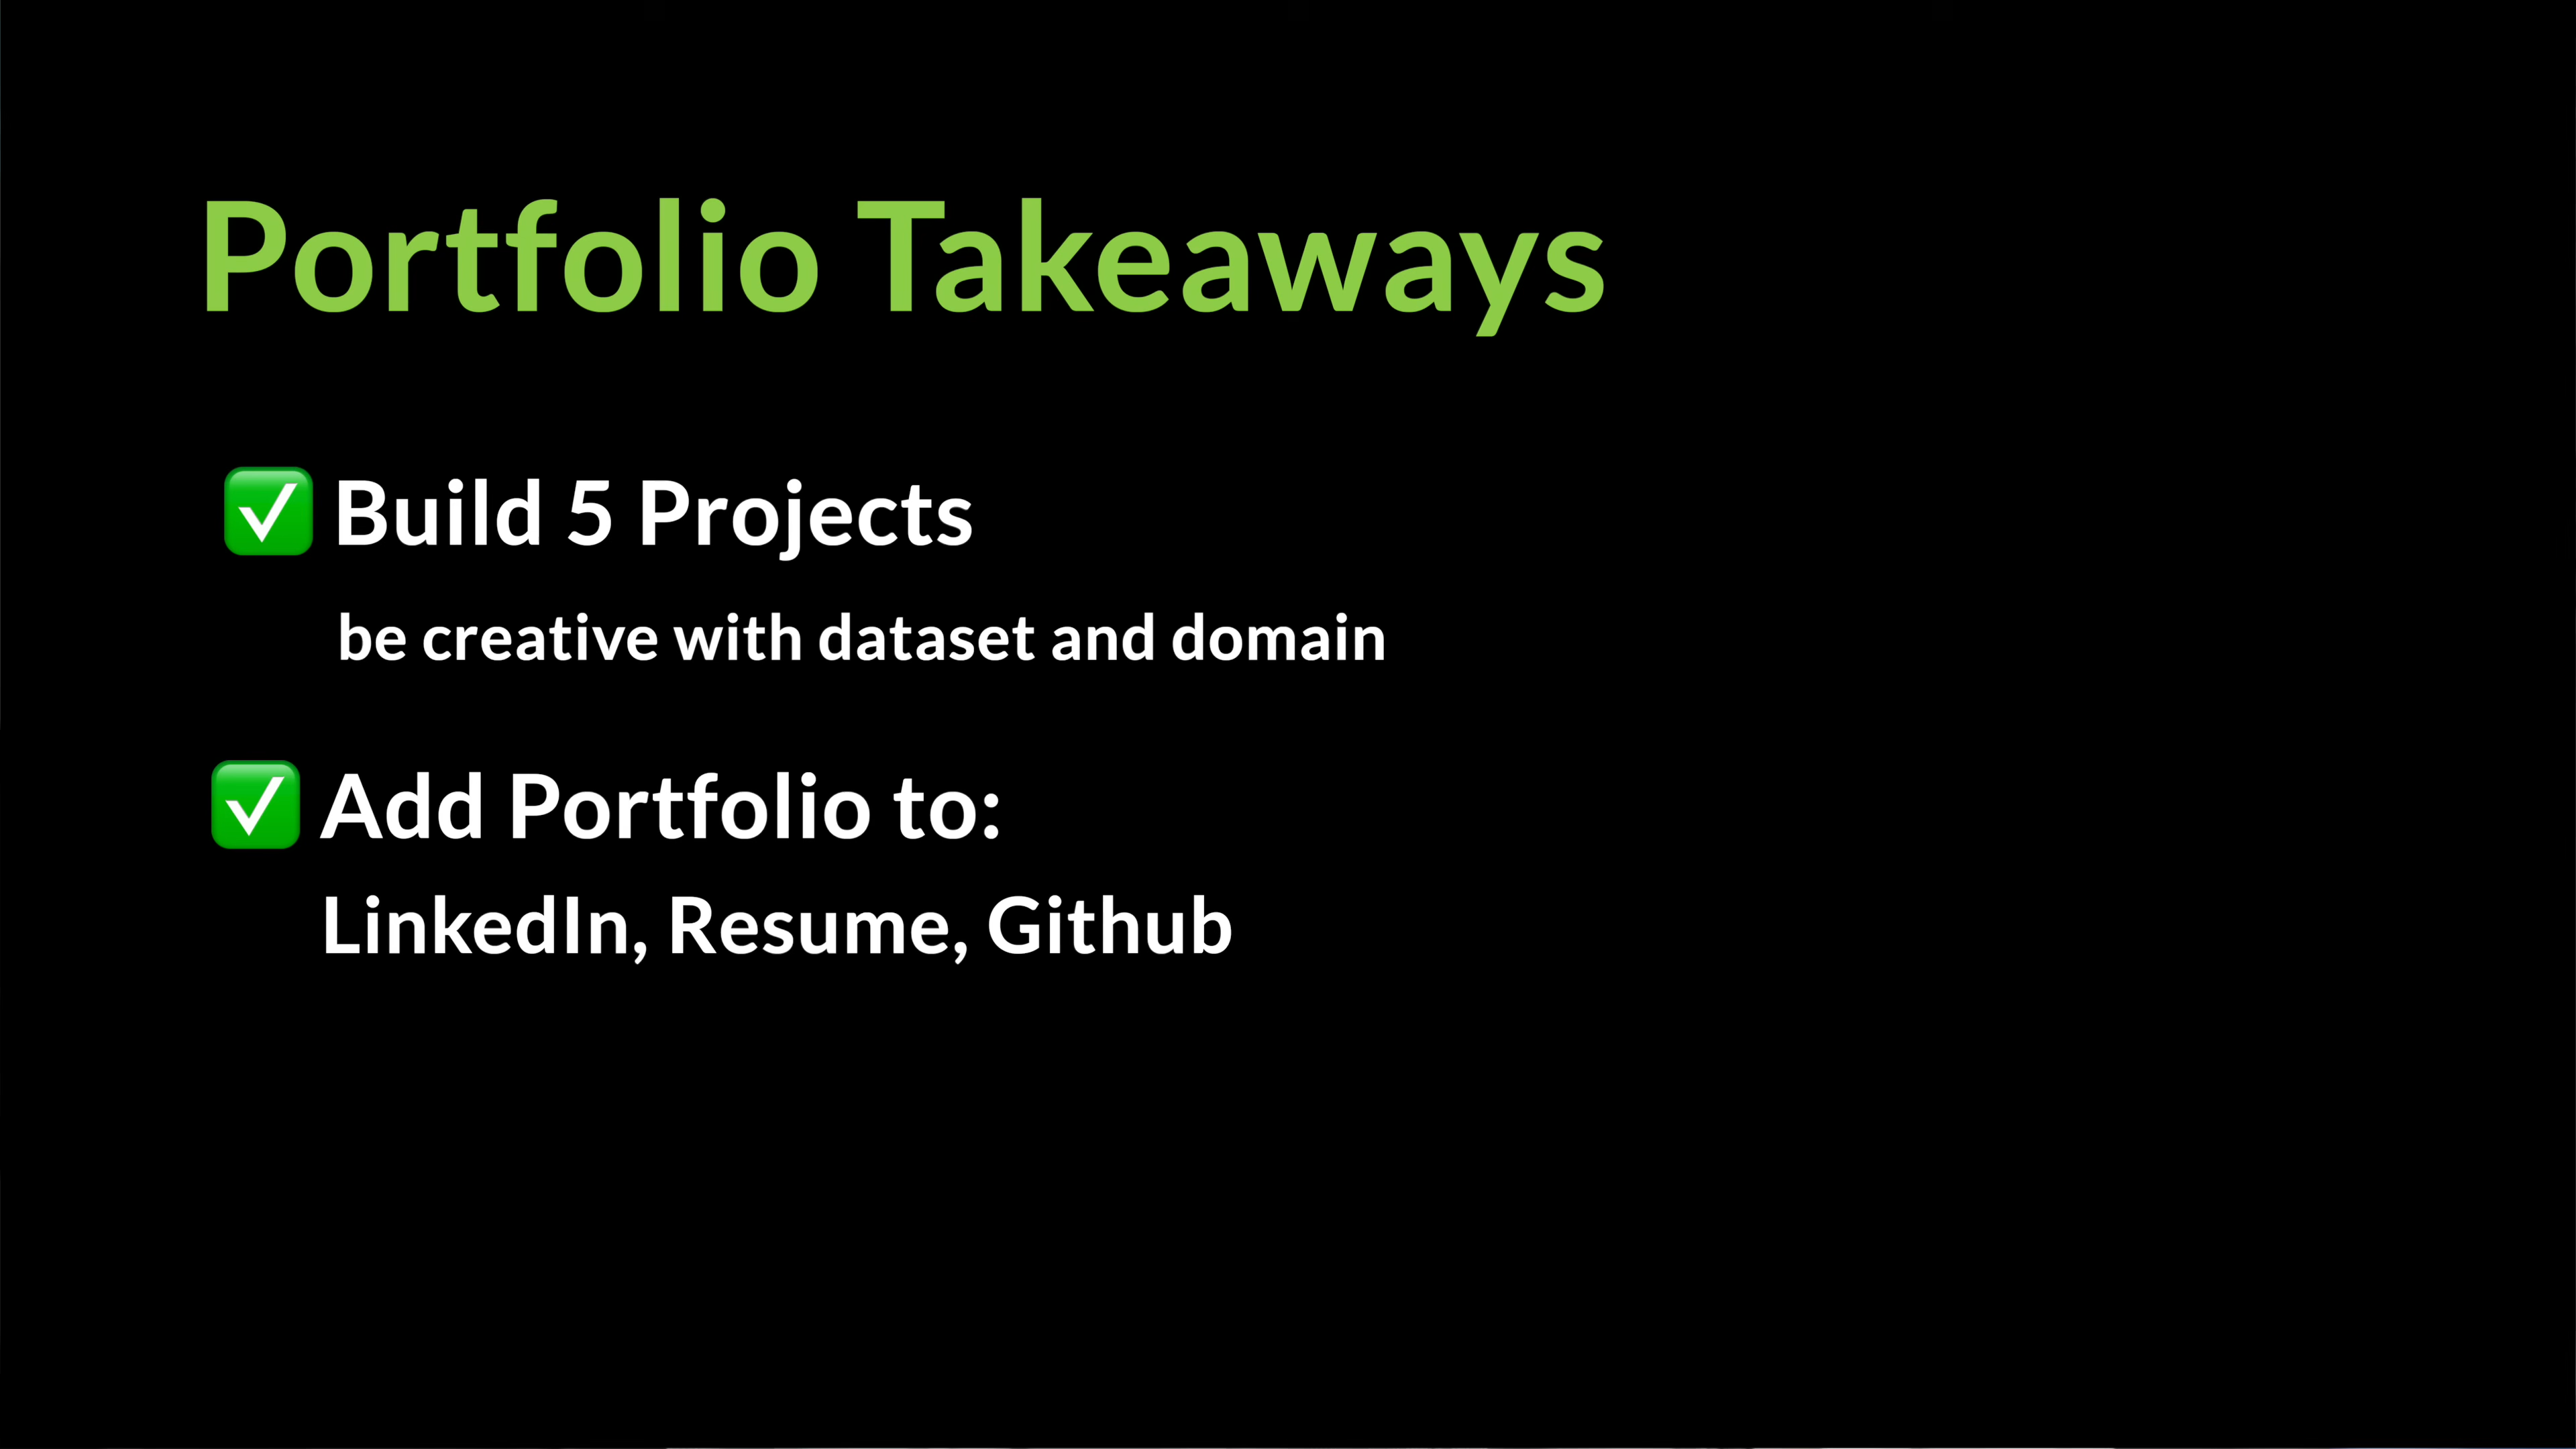 Portfolio Takeaways
✅ Build 5 Projects
be creative with dataset and domain
✅ Add Portfolio to:
LinkedIn, Resume, Github